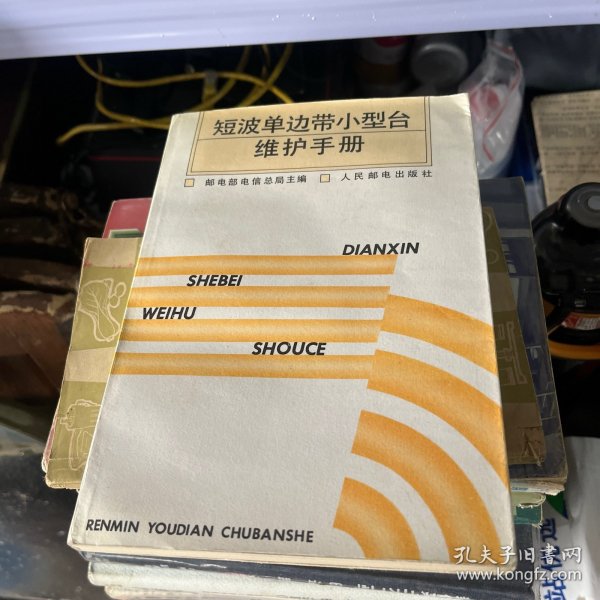 短波单边带小型台
维护手册
邮电部电信总局主编 人民邮电出版社
DIANXIN
SHEBEI
WEIHU
SHOUCE
RENMIN YOUDIAN CHUBANSHE
孔夫子旧书网
www.kongfz.com